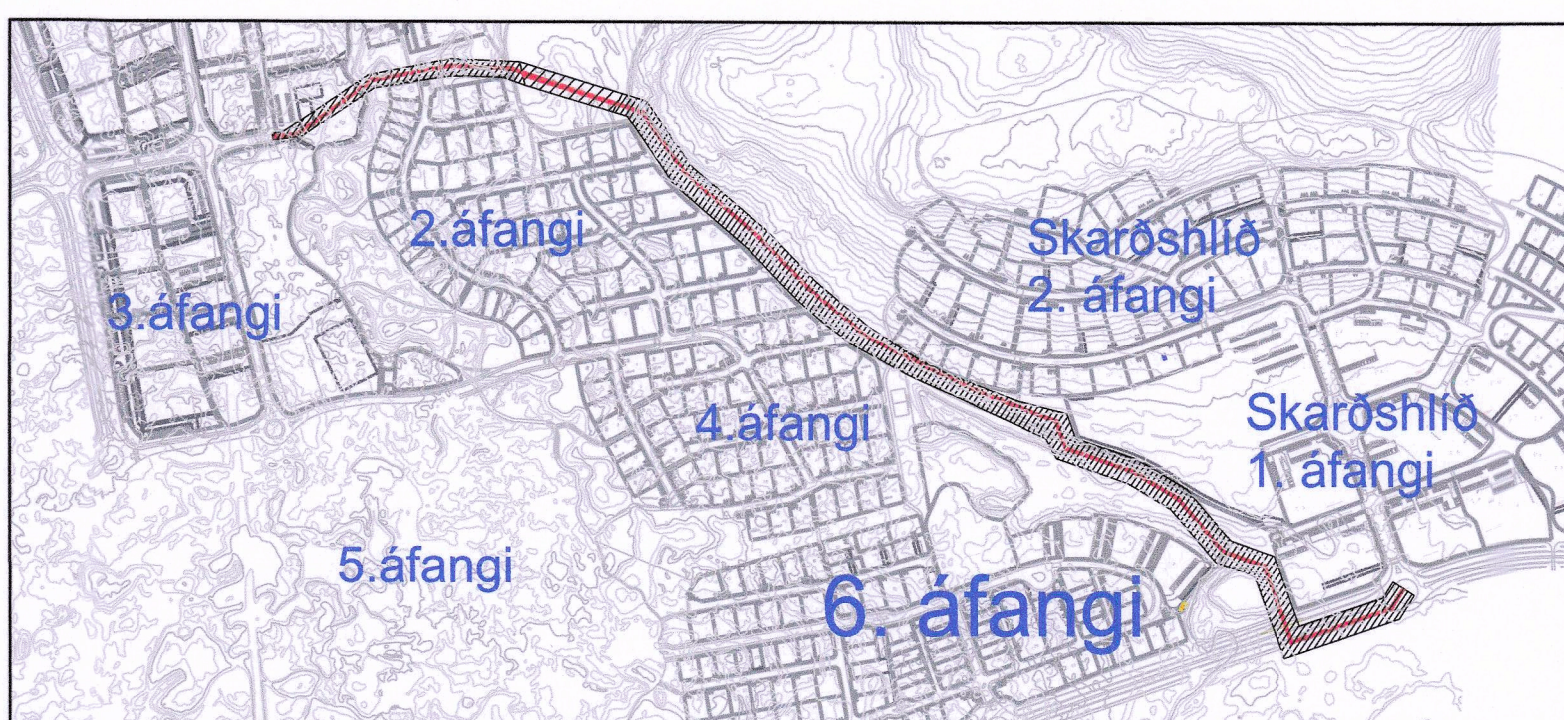 2.áfangi
Skarðshlíð
2. áfangi
3.áfangi
4.áfangi
Skarðshlíð
1. áfangi
5.áfangi
6. áfangi